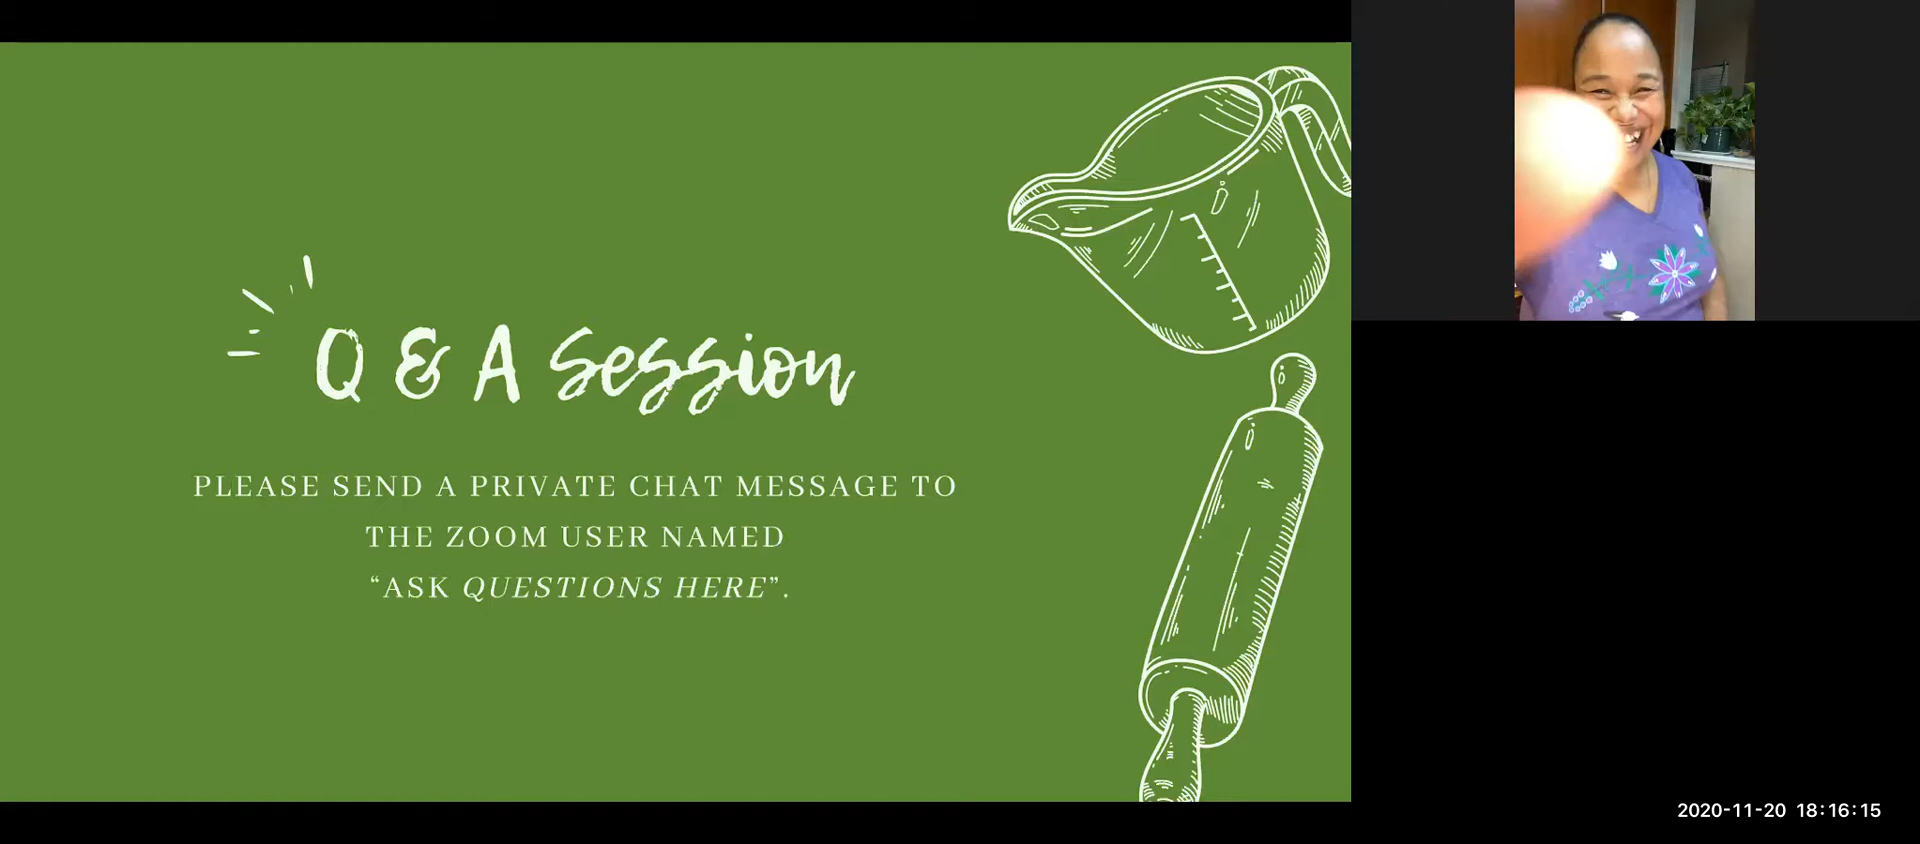 Q & A Session
PLEASE SEND A PRIVATE CHAT MESSAGE TO
THE ZOOM USER NAMED
“ASK QUESTIONS HERE”.
2020-11-20 18:16:15